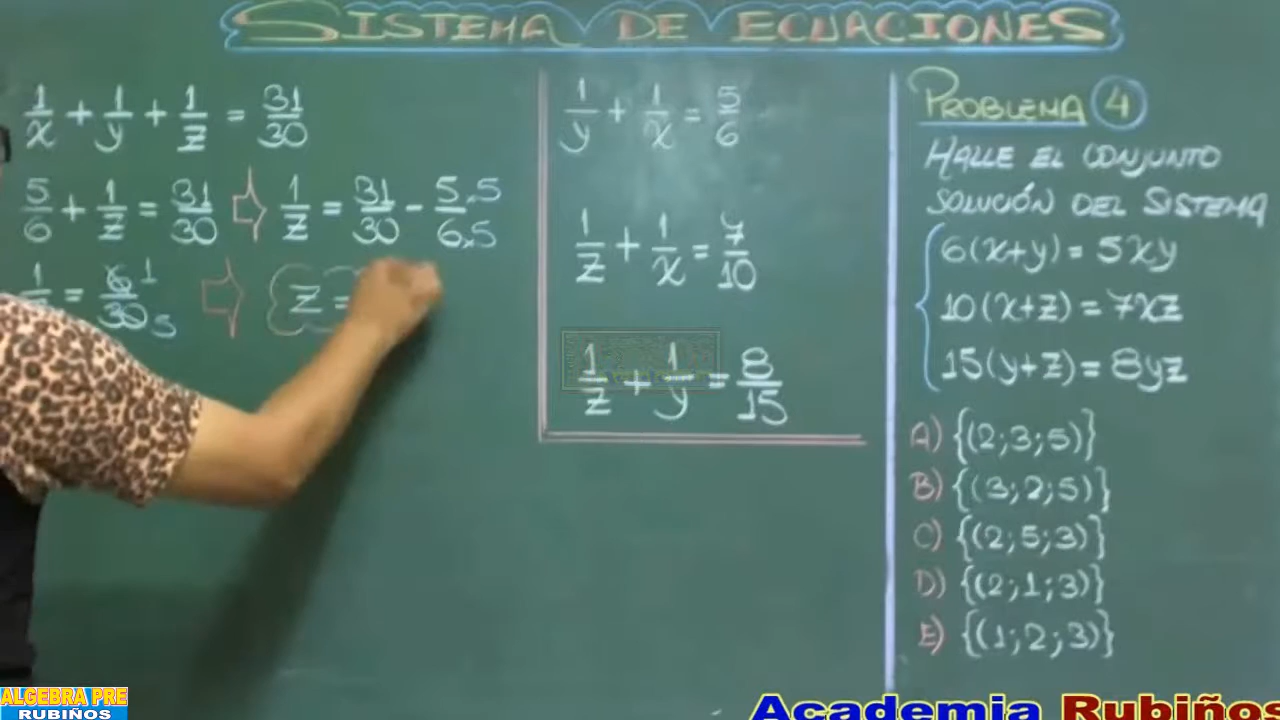 SISTEMA DE ECUACIONES
1/x + 1/y + 1/z = 31/30
5/6 + 1/z = 31/30 ⇨ 1/z = 31/30 - 5.5/6x5
1/ = 6 1/30 5 ⇨ z =
1/y + 1/x = 5/6
1/z + 1/x = 7/10
1/z + 1/y = 8/15
PROBLEMA 4
HALLE EL CONJUNTO
SOLUCIÓN DEL SISTEMA
6(x+y) = 5xy
10(x+z) = 7xz
15(y+z) = 8yz
A) {(2;3;5)}
B) {(3;2;5)}
C) {(2;5;3)}
D) {(2;1;3)}
E) {(1;2;3)}
ALGEBRA PRE
RUBIÑOS
Academia Rubiños